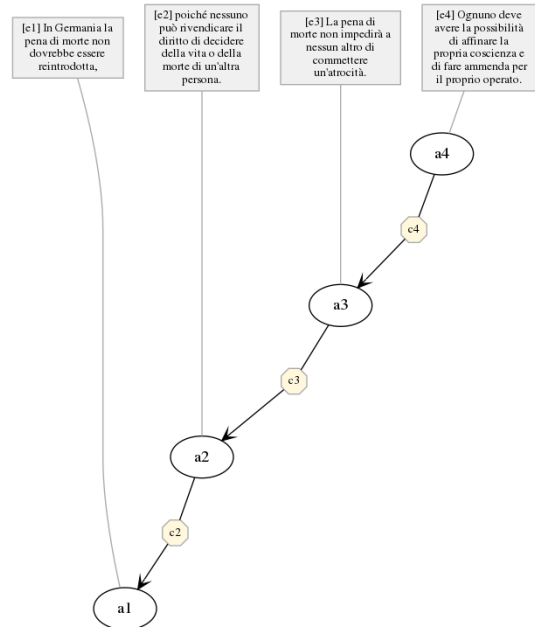 [e1] In Germania la
pena di morte non
dovrebbe essere
reintrodotta,
[e2] poiché nessuno
può rivendicare il
diritto di decidere
della vita o della
morte di un'altra
persona.
[e3] La pena di
morte non impedirà a
nessun altro di
commettere
un'atrocità.
[e4] Ognuno deve
avere la possibilità
di affinare la
propria coscienza e
di fare ammenda per
il proprio operato.
a4
c4
a3
c3
a2
c2
a1